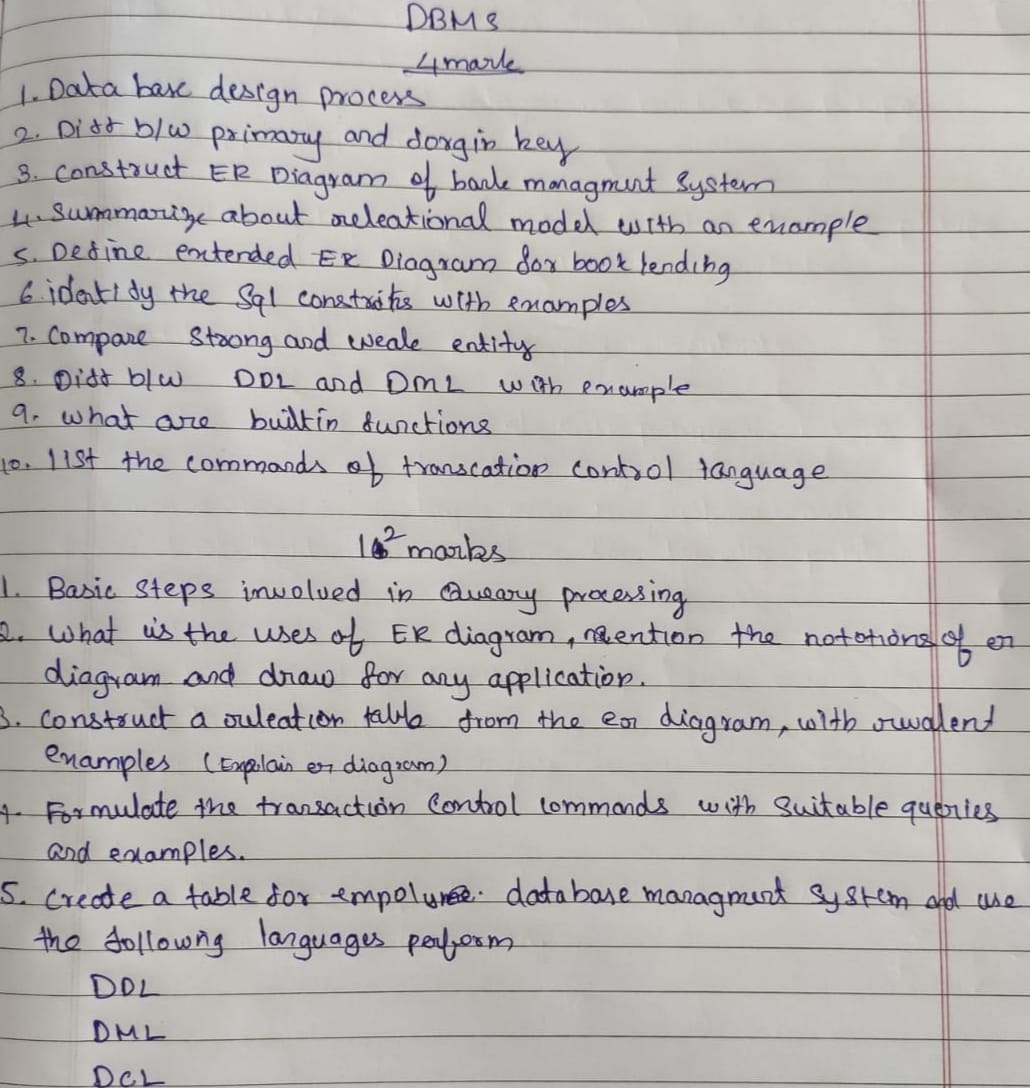 DBMS
4 mark
1. Data base design process
2. Diff b/w primary and forgin key
3. Construct ER Diagram of bank managment system
4. Summarize about releational model with an example
5. Define extended ER Diagram for book lending
6. idatify the Sql constraits with examples
7. Compare Strong and weak entity
8. Diff b/w DDL and DML with example
9. what are builtin functions
10. list the commands of transcation control language
12 marks
1. Basic steps involved in Queary processing
2. What is the uses of ER diagram, mention the notations of er
diagram and draw for any application.
3. Construct a releation table from the er diagram, with
examples (Explain er diagram)
4. Formulate the transaction Control commands with suitable queries
and examples.
5. Create a table for database managment system and use
the following languages perform
DDL
DML
DCL